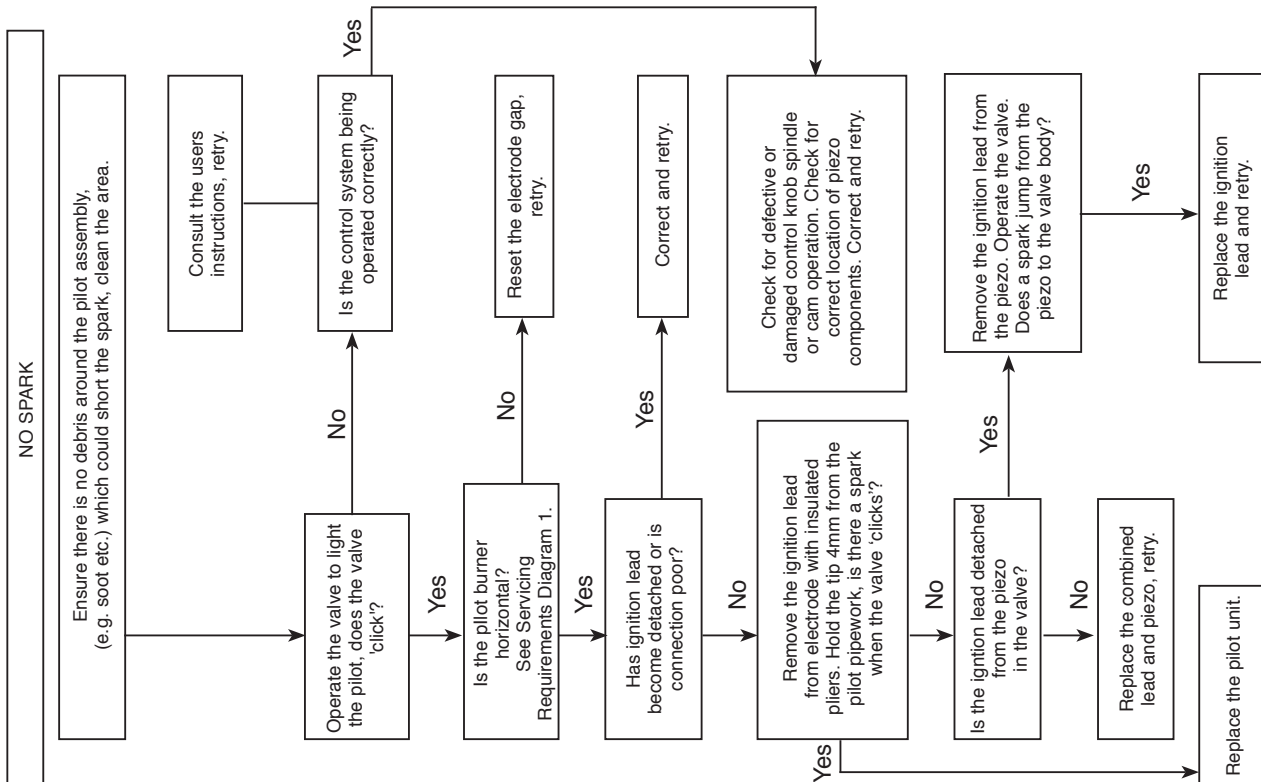 NO SPARK
Ensure there is no debris around the pilot assembly,
(e.g. soot etc.) which could short the spark, clean the area.
Consult the users
instructions, retry.
Operate the valve to light
the pilot, does the valve
'click'?
No
Is the control system being
operated correctly?
Yes
Yes
Is the pilot burner
horizontal?
See Servicing
Requirements Diagram 1.
No
Reset the electrode gap,
retry.
Yes
Has ignition lead
become detached or is
connection poor?
Yes
Correct and retry.
No
Check for defective or
damaged control knob spindle
or cam operation. Check for
correct location of piezo
components. Correct and retry.
Remove the ignition lead
from electrode with insulated
pliers. Hold the tip 4mm from the
pilot pipework, is there a spark
when the valve ‘clicks’?
Yes
No
Is the igntion lead detached
from the piezo
in the valve?
Yes
Remove the ignition lead from
the piezo. Operate the valve.
Does a spark jump from the
piezo to the valve body?
No
Yes
Replace the combined
lead and piezo, retry.
Replace the ignition
lead and retry.
Replace the pilot unit.